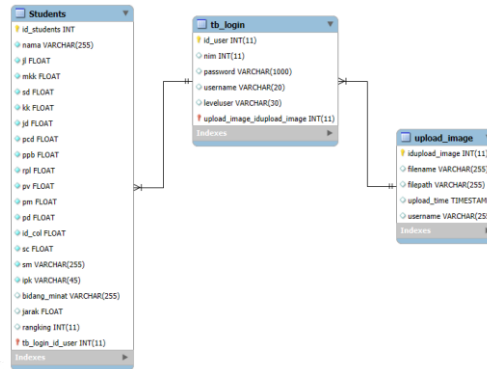 Students
id_students INT
nama VARCHAR(255)
jl FLOAT
mkk FLOAT
sd FLOAT
kk FLOAT
jd FLOAT
pcd FLOAT
ppb FLOAT
rpl FLOAT
pv FLOAT
pm FLOAT
pd FLOAT
id_col FLOAT
sc FLOAT
sm VARCHAR(255)
ipk VARCHAR(45)
bidang_minat VARCHAR(255)
jarak FLOAT
rangking INT(11)
tb_login_id_user INT(11)
Indexes
tb_login
id_user INT(11)
nim INT(11)
password VARCHAR(1000)
username VARCHAR(20)
leveluser VARCHAR(30)
upload_image_idupload_image INT(11)
Indexes
upload_image
idupload_image INT(11)
filename VARCHAR(255)
filepath VARCHAR(255)
upload_time TIMESTAM
username VARCHAR(25
Indexes